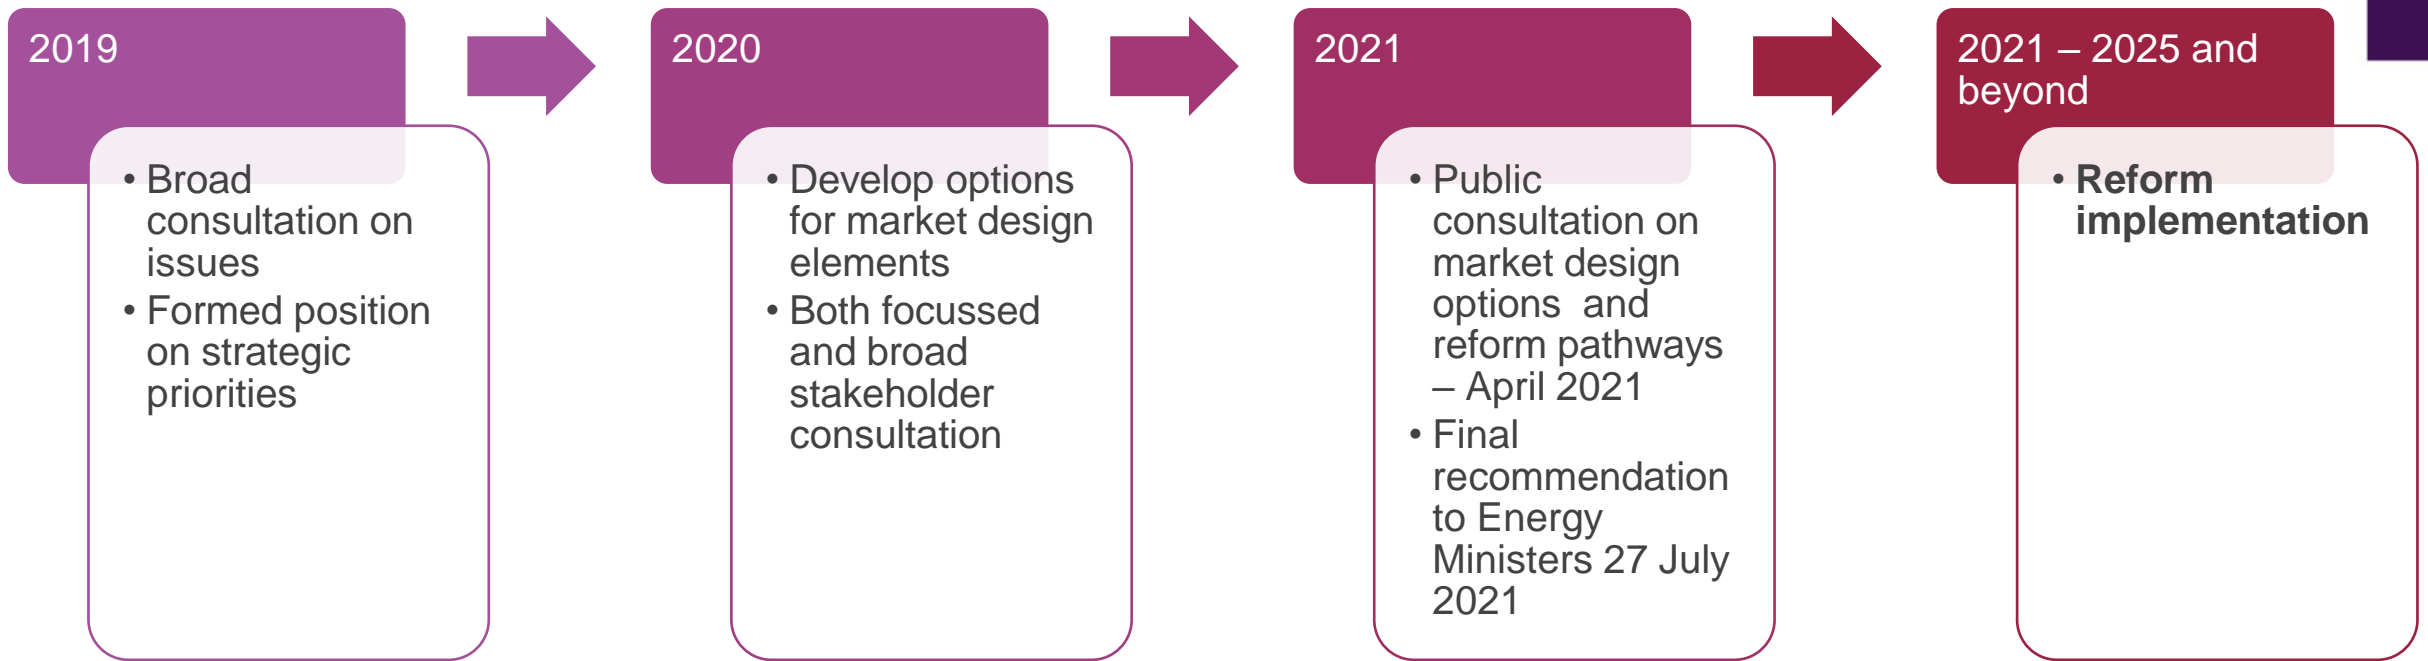 2019
• Broad
consultation on
issues
• Formed position
on strategic
priorities
2020
• Develop options
for market design
elements
• Both focussed
and broad
stakeholder
consultation
2021
• Public
consultation on
market design
options  and
reform pathways
– April 2021
• Final
recommendation
to Energy
Ministers 27 July
2021
2021 – 2025 and
beyond
• Reform
implementation